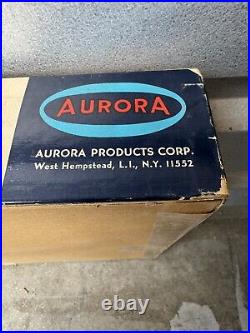 AURORA
AURORA PRODUCTS CORP.
West Hempstead, L.I., N.Y. 11552